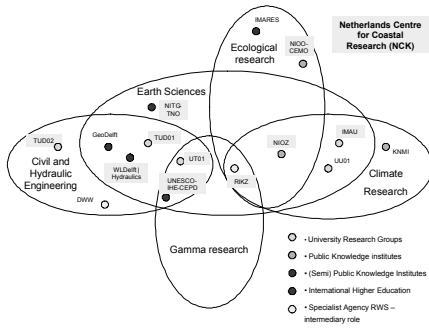 IMARES
Netherlands Centre
for Coastal
Research (NCK)
Ecological
research
NIOO-
CEMO
Earth Sciences
NITG-
TNO
TUD02
GeoDelft
TUD01
IMAU
UT01
NIOZ
KNMI
Civil and
Hydraulic
Engineering
WLDelft|
Hydraulics
UNESCO-
IHE-CEPD
RIKZ
UU01
Climate
Research
DWW
Gamma research
• University Research Groups
• Public Knowledge institutes
• (Semi) Public Knowledge Institutes
• International Higher Education
• Specialist Agency RWS –
intermediary role